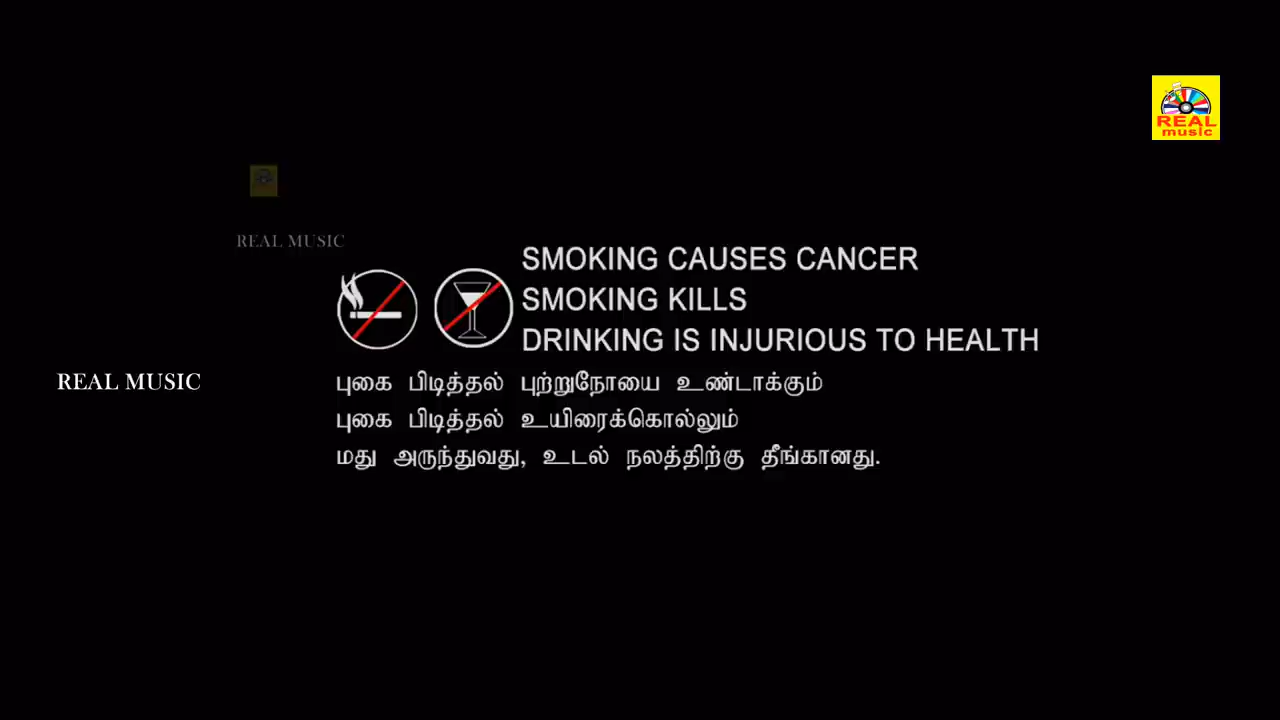 REAL
music
REAL MUSIC
SMOKING CAUSES CANCER
SMOKING KILLS
DRINKING IS INJURIOUS TO HEALTH
REAL MUSIC
புகை பிடித்தல் புற்றுநோயை உண்டாக்கும்
புகை பிடித்தல் உயிரைக்கொல்லும்
மது அருந்துவது, உடல் நலத்திற்கு தீங்கானது.